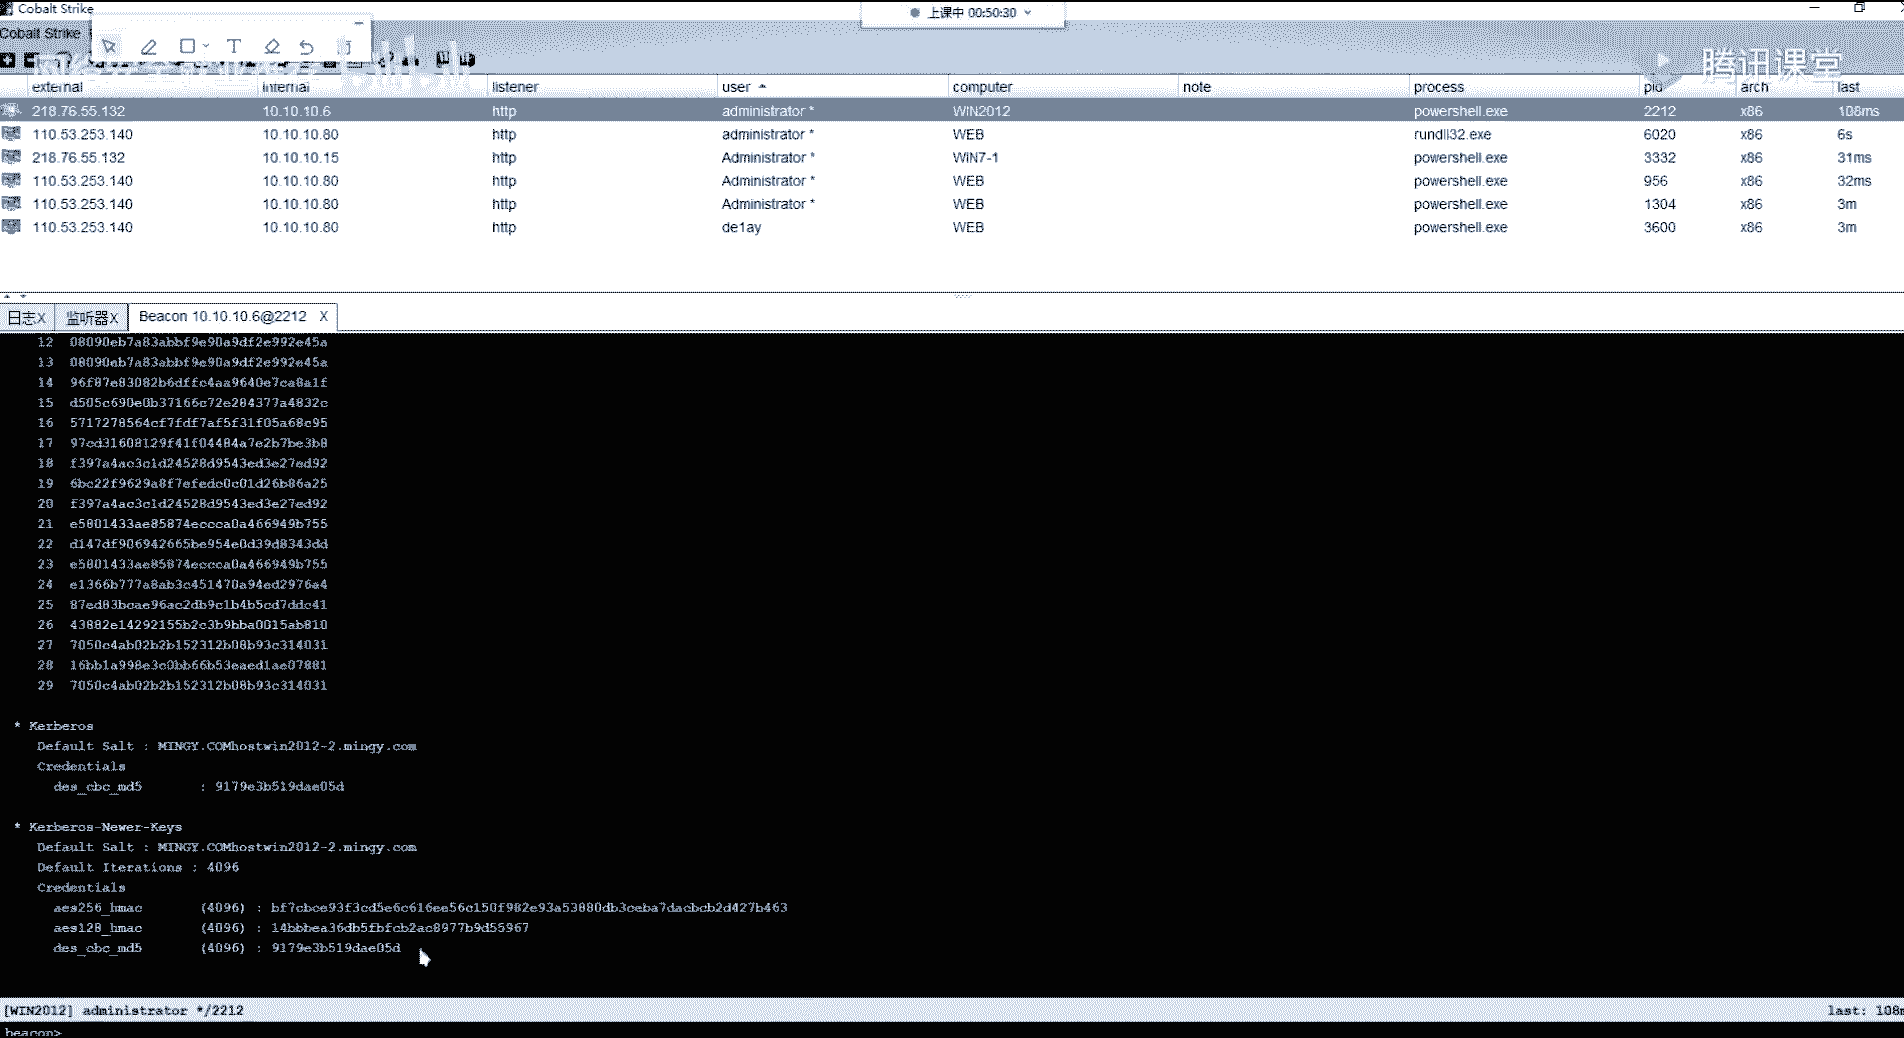 Cobalt Strike
上课中 00:50:30
Cobalt Strike
腾讯课堂
external internal listener user computer note process pid arch last
218.76.55.132 10.10.10.6 http administrator * WIN2012 powershell.exe 2212 x86 108ms
110.53.253.140 10.10.10.80 http administrator * WEB rundll32.exe 6020 x86 6s
218.76.55.132 10.10.10.15 http Administrator * WIN7-1 powershell.exe 3332 x86 31ms
110.53.253.140 10.10.10.80 http Administrator * WEB powershell.exe 956 x86 32ms
110.53.253.140 10.10.10.80 http Administrator * WEB powershell.exe 1304 x86 3m
110.53.253.140 10.10.10.80 http de1ay WEB powershell.exe 3600 x86 3m
日志X 监听器X Beacon 10.10.10.6@2212 X
12 08090eb7a83abbf9e90a9df2e992e45a
13 08090eb7a83abbf9e90a9df2e992e45a
14 96f87e83082b6dffc4aa9640e7ca8a1f
15 d505c690e0b37166c72e284377a4832c
16 5717278564cf7fdf7af5f31f05a68c95
17 97cd31608129f41f04484a7e2b7be3b8
18 f397a4ac3c1d24528d9543ed3e27ed92
19 6bc22f9629a8f7efedc0c01d26b86a25
20 f397a4ac3c1d24528d9543ed3e27ed92
21 e5801433ae85874eccca0a466949b755
22 d147df906942665be954e0d39d8343dd
23 e5801433ae85874eccca0a466949b755
24 e1366b777a8ab3c451470a94ed2976a4
25 87ed83bcae96ac2db9c1b4b5cd7ddc41
26 43882e14292155b2c3b9bba0015ab810
27 7050c4ab02b2b152312b08b93c314031
28 16bb1a998e3c0bb66b53eaed1ae07881
29 7050c4ab02b2b152312b08b93c314031
* Kerberos
Default Salt : MINGY.COMhostwin2012-2.mingy.com
Credentials
des_cbc_md5 : 9179e3b519dae05d
* Kerberos-Newer-Keys
Default Salt : MINGY.COMhostwin2012-2.mingy.com
Default Iterations : 4096
Credentials
aes256_hmac (4096) : bf7cbce93f3cd5e6c616ee56c150f982e93a53880db3ceba7dacbcb2d427b463
aes128_hmac (4096) : 14bbbea36db5fbfcb2ac8977b9d55967
des_cbc_md5 (4096) : 9179e3b519dae05d
[WIN2012] administrator */2212 last: 108m
beacon>